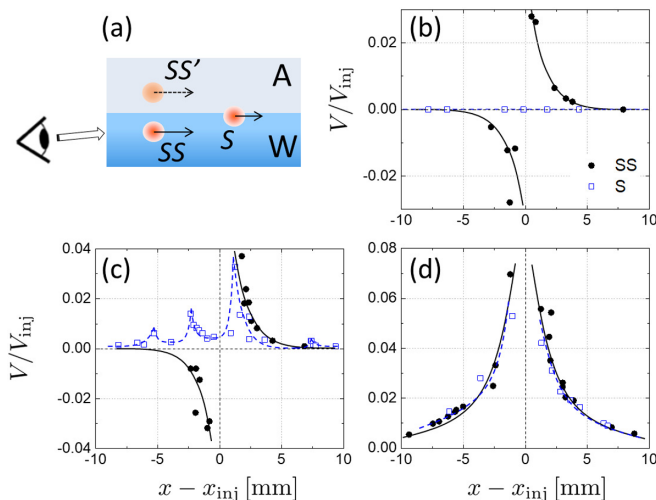 (a)
SS'
A
SS
S
W
(b)
V/V_inj
0.02
0.00
-0.02
SS
S
-10
-5
0
5
10
(c)
V/V_inj
0.04
0.02
0.00
-0.02
-0.04
-10
-5
0
5
10
x − x_inj [mm]
(d)
0.08
0.06
0.04
0.02
0.00
-10
-5
0
5
10
x − x_inj [mm]